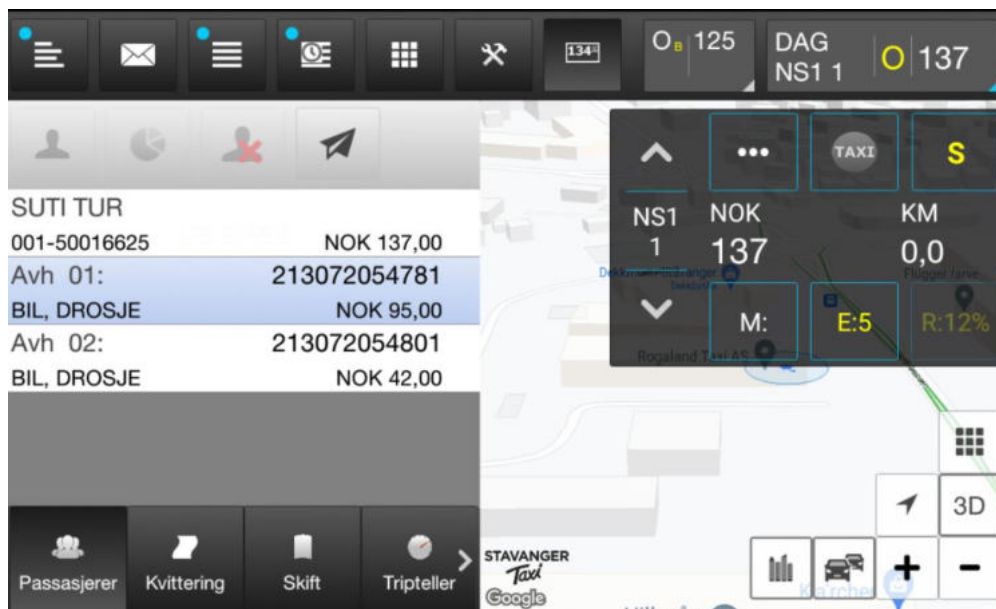 134
O B 125
DAG
NS1 1
O 137
SUTI TUR
001-50016625 NOK 137,00
Avh 01: 213072054781
BIL, DROSJE NOK 95,00
Avh 02: 213072054801
BIL, DROSJE NOK 42,00
TAXI
S
NS1
1
NOK
137
KM
0,0
M:
E:5
R:12%
Flüggel farve
Rogaland Taxi AS
3D
Passasjerer
Kvittering
Skift
Tripteller
STAVANGER
Taxi
Google
+
-